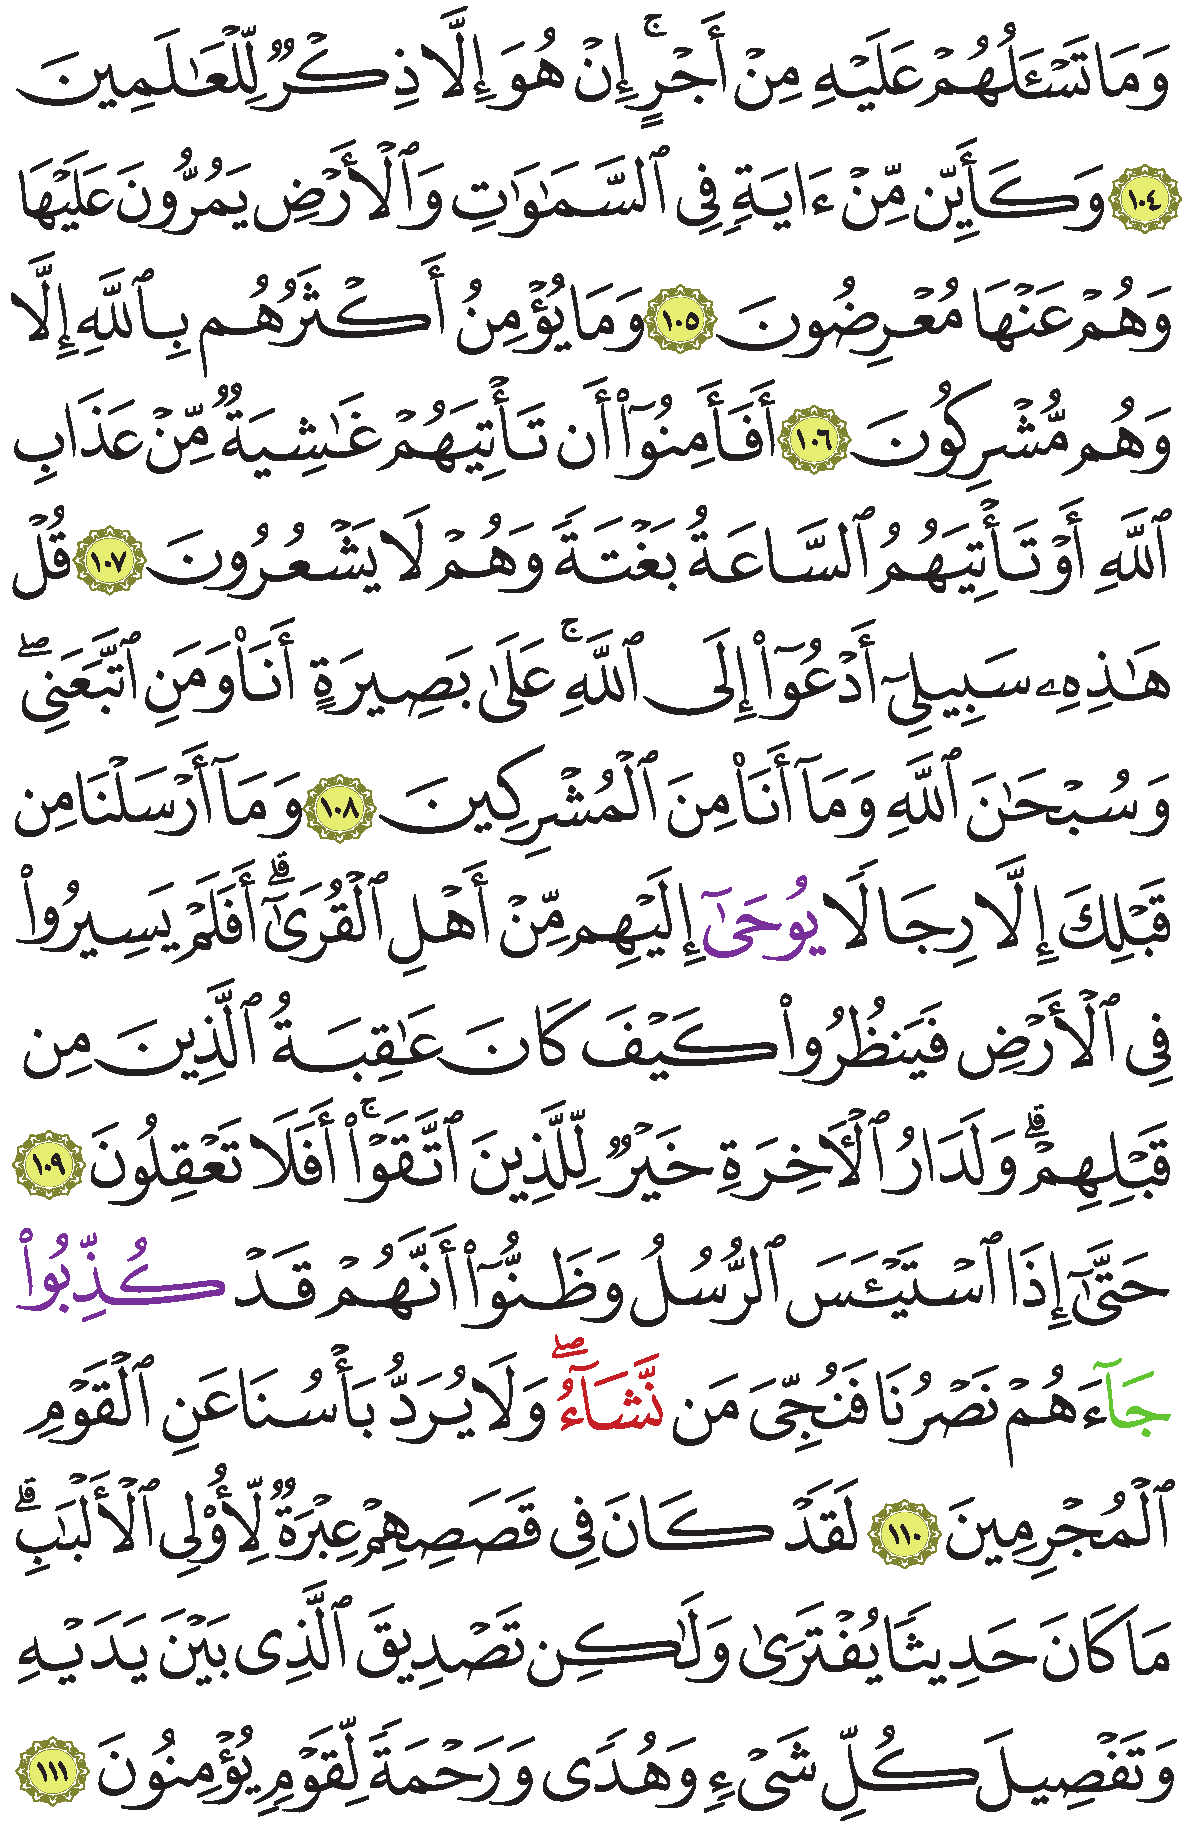 وَمَا تَسْـَٔلُهُمْ عَلَيْهِ مِنْ أَجْرٍ ۚ إِنْ هُوَ إِلَّا ذِكْرٌ لِّلْعَٰلَمِينَ
١٠٤ وَكَأَيِّن مِّنْ ءَايَةٍ فِى ٱلسَّمَٰوَٰتِ وَٱلْأَرْضِ يَمُرُّونَ عَلَيْهَا
وَهُمْ عَنْهَا مُعْرِضُونَ ١٠٥ وَمَا يُؤْمِنُ أَكْثَرُهُم بِٱللَّهِ إِلَّا
وَهُم مُّشْرِكُونَ ١٠٦ أَفَأَمِنُوٓا۟ أَن تَأْتِيَهُمْ غَٰشِيَةٌ مِّنْ عَذَابِ
ٱللَّهِ أَوْ تَأْتِيَهُمُ ٱلسَّاعَةُ بَغْتَةً وَهُمْ لَا يَشْعُرُونَ ١٠٧ قُلْ
هَٰذِهِۦ سَبِيلِىٓ أَدْعُوٓا۟ إِلَى ٱللَّهِ ۚ عَلَىٰ بَصِيرَةٍ أَنَا۠ وَمَنِ ٱتَّبَعَنِى ۖ
وَسُبْحَٰنَ ٱللَّهِ وَمَآ أَنَا۠ مِنَ ٱلْمُشْرِكِينَ ١٠٨ وَمَآ أَرْسَلْنَا مِن
قَبْلِكَ إِلَّا رِجَالًا يُوحَىٰٓ إِلَيْهِم مِّنْ أَهْلِ ٱلْقُرَىٰٓ ۗ أَفَلَمْ يَسِيرُوا۟
فِى ٱلْأَرْضِ فَيَنظُرُوا۟ كَيْفَ كَانَ عَٰقِبَةُ ٱلَّذِينَ مِن
قَبْلِهِمْ ۗ وَلَدَارُ ٱلْـَٔاخِرَةِ خَيْرٌ لِّلَّذِينَ ٱتَّقَوْا۟ ۚ أَفَلَا تَعْقِلُونَ ١٠٩
حَتَّىٰٓ إِذَا ٱسْتَيْـَٔسَ ٱلرُّسُلُ وَظَنُّوٓا۟ أَنَّهُمْ قَدْ كُذِّبُوا۟
جَآءَهُمْ نَصْرُنَا فَنُجِّىَ مَن نَّشَآءُ ۖ وَلَا يُرَدُّ بَأْسُنَا عَنِ ٱلْقَوْمِ
ٱلْمُجْرِمِينَ ١١٠ لَقَدْ كَانَ فِى قَصَصِهِمْ عِبْرَةٌ لِّأُو۟لِى ٱلْأَلْبَٰبِ ۗ
مَا كَانَ حَدِيثًا يُفْتَرَىٰ وَلَٰكِن تَصْدِيقَ ٱلَّذِى بَيْنَ يَدَيْهِ
وَتَفْصِيلَ كُلِّ شَىْءٍ وَهُدًى وَرَحْمَةً لِّقَوْمٍ يُؤْمِنُونَ ١١١